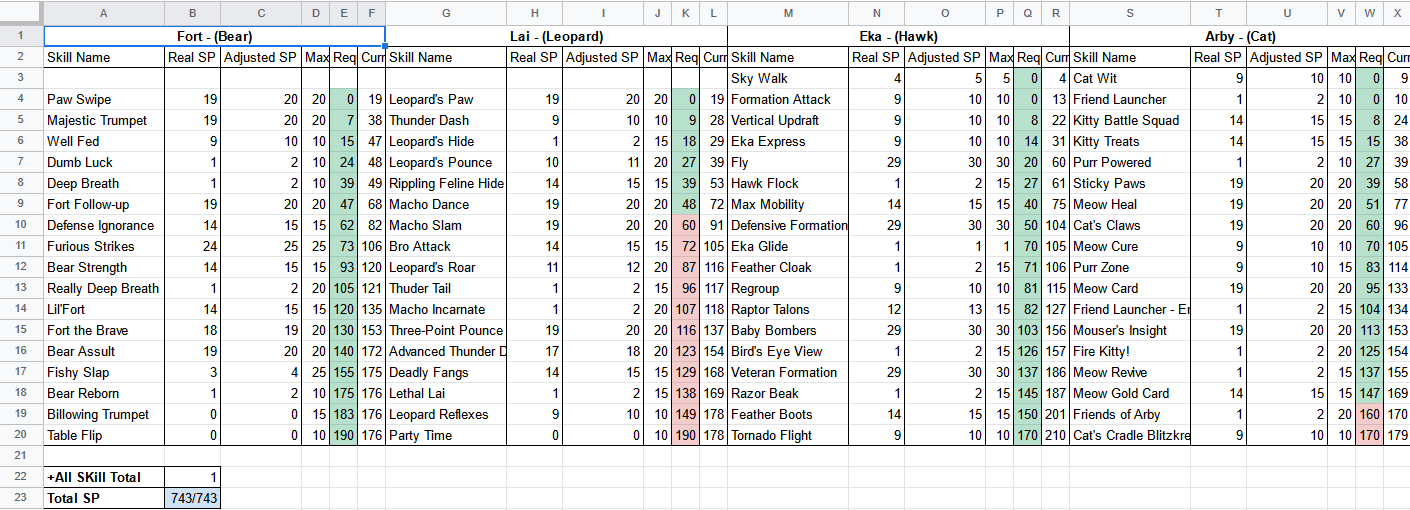 A B C D E F G H I J K L M N O P Q R S T U V W X
1 Fort - (Bear) Lai - (Leopard) Eka - (Hawk) Arby - (Cat)
2 Skill Name Real SP Adjusted SP Max Req Curr Skill Name Real SP Adjusted SP Max Req Curr Skill Name Real SP Adjusted SP Max Req Curr Skill Name Real SP Adjusted SP Max Req Curr
3 Sky Walk 4 5 5 0 4 Cat Wit 9 10 10 0 9
4 Paw Swipe 19 20 20 0 19 Leopard's Paw 19 20 20 0 19 Formation Attack 9 10 10 0 13 Friend Launcher 1 2 10 0 10
5 Majestic Trumpet 19 20 20 7 38 Thunder Dash 9 10 10 9 28 Vertical Updraft 9 10 10 8 22 Kitty Battle Squad 14 15 15 8 24
6 Well Fed 9 10 10 15 47 Leopard's Hide 1 2 15 18 29 Eka Express 9 10 10 14 31 Kitty Treats 14 15 15 15 38
7 Dumb Luck 1 2 10 24 48 Leopard's Pounce 10 11 20 27 39 Fly 29 30 30 20 60 Purr Powered 1 2 10 27 39
8 Deep Breath 1 2 10 39 49 Rippling Feline Hide 14 15 15 39 53 Hawk Flock 1 2 15 27 61 Sticky Paws 19 20 20 39 58
9 Fort Follow-up 19 20 20 47 68 Macho Dance 19 20 20 48 72 Max Mobility 14 15 15 40 75 Meow Heal 19 20 20 51 77
10 Defense Ignorance 14 15 15 62 82 Macho Slam 19 20 20 60 91 Defensive Formation 29 30 30 50 104 Cat's Claws 19 20 20 60 96
11 Furious Strikes 24 25 25 73 106 Bro Attack 14 15 15 72 105 Eka Glide 1 1 1 70 105 Meow Cure 9 10 10 70 105
12 Bear Strength 14 15 15 93 120 Leopard's Roar 11 12 20 87 116 Feather Cloak 1 2 15 71 106 Purr Zone 9 10 15 83 114
13 Really Deep Breath 1 2 20 105 121 Thuder Tail 1 2 15 96 117 Regroup 9 10 10 81 115 Meow Card 19 20 20 95 133
14 Lil'Fort 14 15 15 120 135 Macho Incarnate 1 2 20 107 118 Raptor Talons 12 13 15 82 127 Friend Launcher - Er 1 2 15 104 134
15 Fort the Brave 18 19 20 130 153 Three-Point Pounce 19 20 20 116 137 Baby Bombers 29 30 30 103 156 Mouser's Insight 19 20 20 113 153
16 Bear Assult 19 20 20 140 172 Advanced Thunder D 17 18 20 123 154 Bird's Eye View 1 2 15 126 157 Fire Kitty! 1 2 20 125 154
17 Fishy Slap 3 4 25 155 175 Deadly Fangs 14 15 15 129 168 Veteran Formation 29 30 30 137 186 Meow Revive 1 2 15 137 155
18 Bear Reborn 1 2 10 175 176 Lethal Lai 1 2 15 138 169 Razor Beak 1 2 15 145 187 Meow Gold Card 14 15 15 147 169
19 Billowing Trumpet 0 0 15 183 176 Leopard Reflexes 9 10 10 149 178 Feather Boots 14 15 15 150 201 Friends of Arby 1 2 20 160 170
20 Table Flip 0 0 10 190 176 Party Time 0 0 10 190 178 Tornado Flight 9 10 10 170 210 Cat's Cradle Blitzkre 9 10 10 170 179
21
22 +All SKill Total 1
23 Total SP 743/743